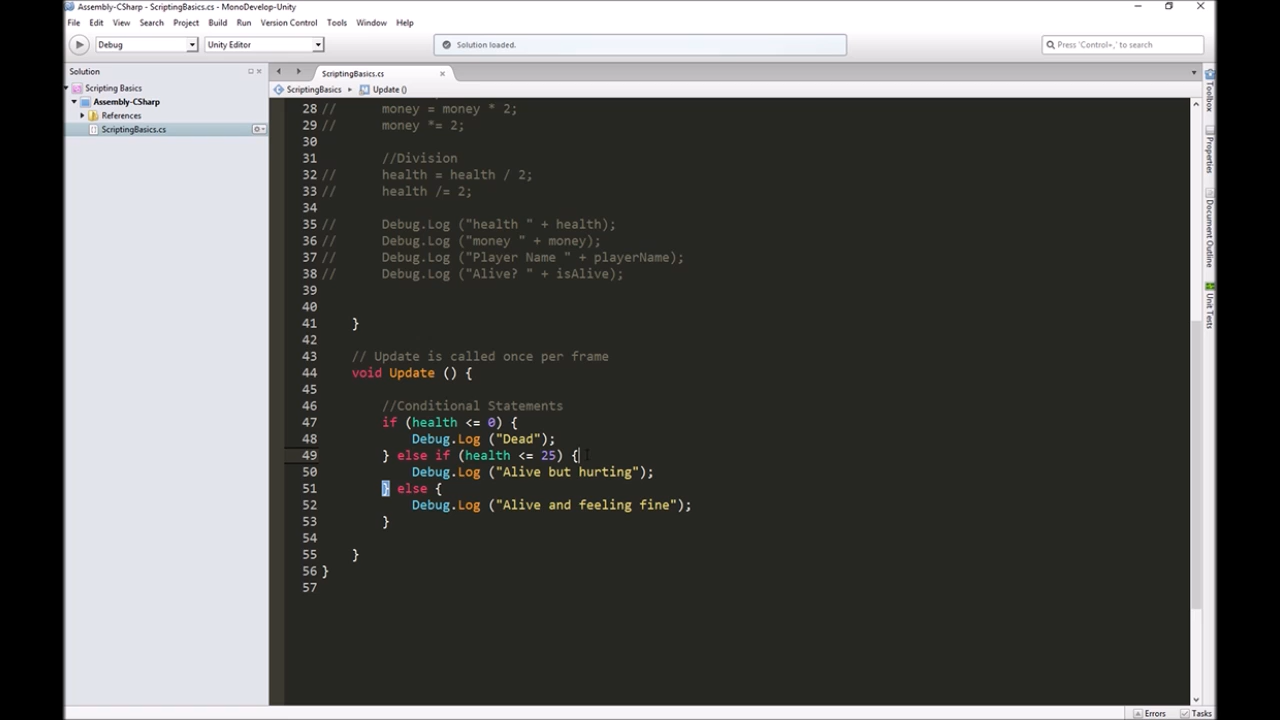 Assembly-CSharp - ScriptingBasics.cs - MonoDevelop-Unity
File Edit View Search Project Build Run Version Control Tools Window Help
Debug Unity Editor Solution loaded. Press 'Control+,' to search
Solution ScriptingBasics.cs
Scripting Basics ScriptingBasics Update ()
Assembly-CSharp
References
ScriptingBasics.cs
28 // money = money * 2;
29 // money *= 2;
30
31 //Division
32 // health = health / 2;
33 // health /= 2;
34
35 // Debug.Log ("health " + health);
36 // Debug.Log ("money " + money);
37 // Debug.Log ("Player Name " + playerName);
38 // Debug.Log ("Alive? " + isAlive);
39
40
41 }
42
43 // Update is called once per frame
44 void Update () {
45
46 //Conditional Statements
47 if (health <= 0) {
48 Debug.Log ("Dead");
49 } else if (health <= 25) {
50 Debug.Log ("Alive but hurting");
51 } else {
52 Debug.Log ("Alive and feeling fine");
53 }
54
55 }
56 }
57
Toolbox
Properties
Document Outline
Unit Tests
Errors Tasks